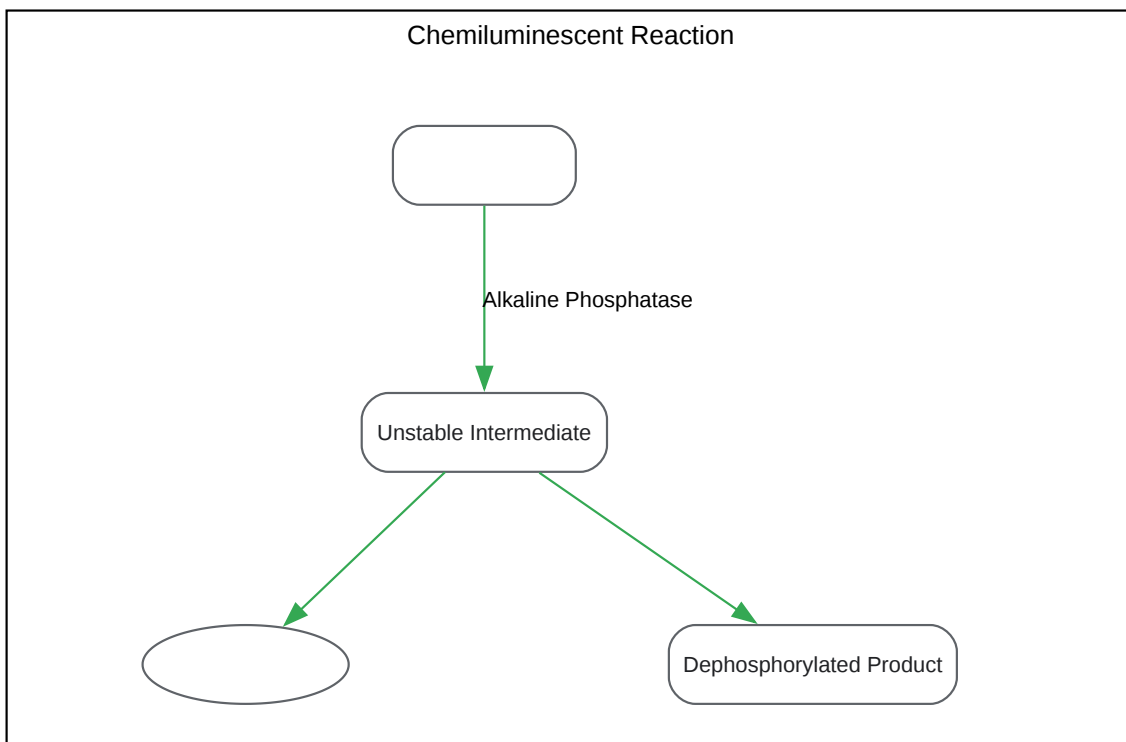 Chemiluminescent Reaction
Alkaline Phosphatase
Unstable Intermediate
Dephosphorylated Product